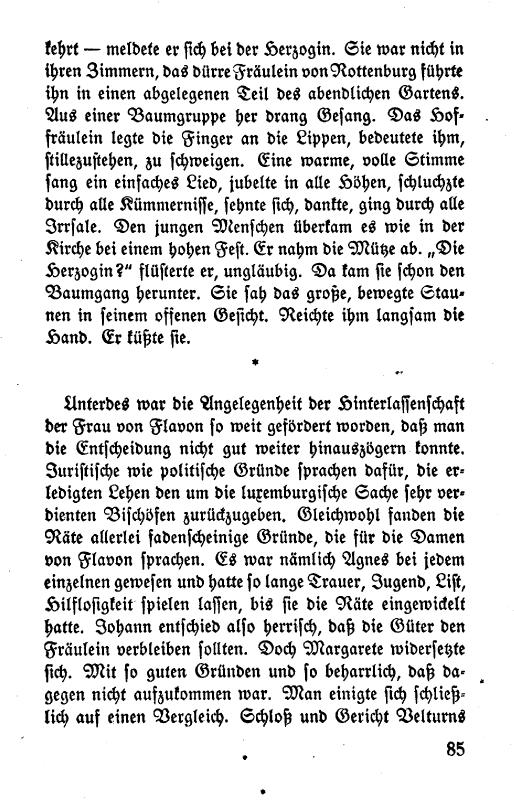 kehrt — meldete er sich bei der Herzogin. Sie war nicht in
ihren Zimmern, das dürre Fräulein von Rottenburg führte
ihn in einen abgelegenen Teil des abendlichen Gartens.
Aus einer Baumgruppe her drang Gesang. Das Hof-
fräulein legte die Finger an die Lippen, bedeutete ihm,
stillezustehen, zu schweigen. Eine warme, volle Stimme
sang ein einfaches Lied, jubelte in alle Höhen, schluchzte
durch alle Kümmernisse, sehnte sich, dankte, ging durch alle
Irrsale. Den jungen Menschen überkam es wie in der
Kirche bei einem hohen Fest. Er nahm die Mütze ab. „Die
Herzogin?“ flüsterte er, ungläubig. Da kam sie schon den
Baumgang herunter. Sie sah das große, bewegte Stau-
nen in seinem offenen Gesicht. Reichte ihm langsam die
Hand. Er küßte sie.
*
Unterdes war die Angelegenheit der Hinterlassenschaft
der Frau von Flavon so weit gefördert worden, daß man
die Entscheidung nicht gut weiter hinauszögern konnte.
Juristische wie politische Gründe sprachen dafür, die er-
ledigten Lehen den um die luxemburgische Sache sehr ver-
dienten Bischöfen zurückzugeben. Gleichwohl fanden die
Räte allerlei fadenscheinige Gründe, die für die Damen
von Flavon sprachen. Es war nämlich Agnes bei jedem
einzelnen gewesen und hatte so lange Trauer, Jugend, List,
Hilflosigkeit spielen lassen, bis sie die Räte eingewickelt
hatte. Johann entschied also herrisch, daß die Güter den
Fräulein verbleiben sollten. Doch Margarete widersetzte
sich. Mit so guten Gründen und so beharrlich, daß da-
gegen nicht aufzukommen war. Man einigte sich schließ-
lich auf einen Vergleich. Schloß und Gericht Velturns
85